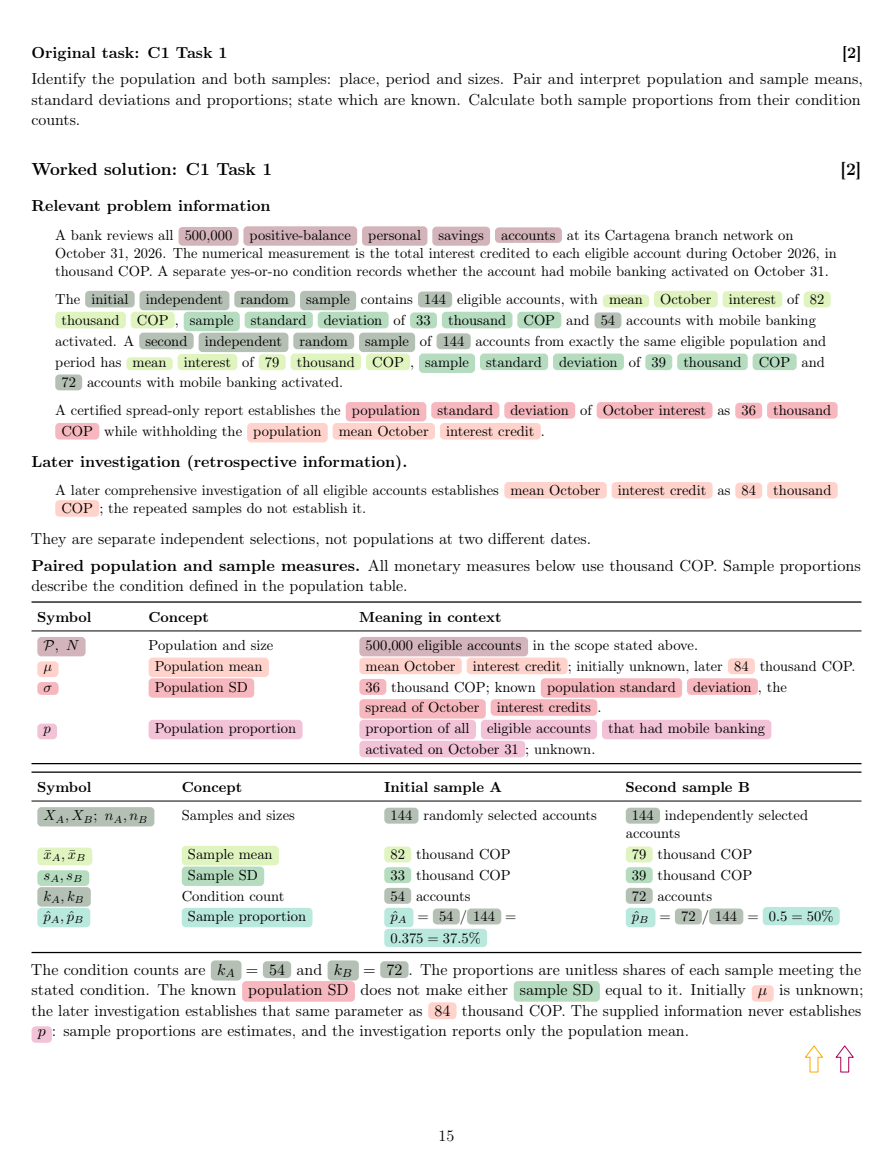 Original task: C1 Task 1 [2]
Identify the population and both samples: place, period and sizes. Pair and interpret population and sample means,
standard deviations and proportions; state which are known. Calculate both sample proportions from their condition
counts.
Worked solution: C1 Task 1 [2]
Relevant problem information
A bank reviews all 500,000 positive-balance personal savings accounts at its Cartagena branch network on
October 31, 2026. The numerical measurement is the total interest credited to each eligible account during October 2026, in
thousand COP. A separate yes-or-no condition records whether the account had mobile banking activated on October 31.
The initial independent random sample contains 144 eligible accounts, with mean October interest of 82
thousand COP, sample standard deviation of 33 thousand COP and 54 accounts with mobile banking
activated. A second independent random sample of 144 accounts from exactly the same eligible population and
period has mean interest of 79 thousand COP, sample standard deviation of 39 thousand COP and
72 accounts with mobile banking activated.
A certified spread-only report establishes the population standard deviation of October interest as 36 thousand
COP while withholding the population mean October interest credit.
Later investigation (retrospective information).
A later comprehensive investigation of all eligible accounts establishes mean October interest credit as 84 thousand
COP; the repeated samples do not establish it.
They are separate independent selections, not populations at two different dates.
Paired population and sample measures. All monetary measures below use thousand COP. Sample proportions
describe the condition defined in the population table.
Symbol Concept Meaning in context
𝒫, N Population and size 500,000 eligible accounts in the scope stated above.
μ Population mean mean October interest credit; initially unknown, later 84 thousand COP.
σ Population SD 36 thousand COP; known population standard deviation, the
spread of October interest credits.
p Population proportion proportion of all eligible accounts that had mobile banking
activated on October 31; unknown.
Symbol Concept Initial sample A Second sample B
X_A, X_B; n_A, n_B Samples and sizes 144 randomly selected accounts 144 independently selected
accounts
x̄_A, x̄_B Sample mean 82 thousand COP 79 thousand COP
s_A, s_B Sample SD 33 thousand COP 39 thousand COP
k_A, k_B Condition count 54 accounts 72 accounts
p̂_A, p̂_B Sample proportion p̂_A = 54/144 = p̂_B = 72/144 = 0.5 = 50%
0.375 = 37.5%
The condition counts are k_A = 54 and k_B = 72. The proportions are unitless shares of each sample meeting the
stated condition. The known population SD does not make either sample SD equal to it. Initially μ is unknown;
the later investigation establishes that same parameter as 84 thousand COP. The supplied information never establishes
p: sample proportions are estimates, and the investigation reports only the population mean.
15